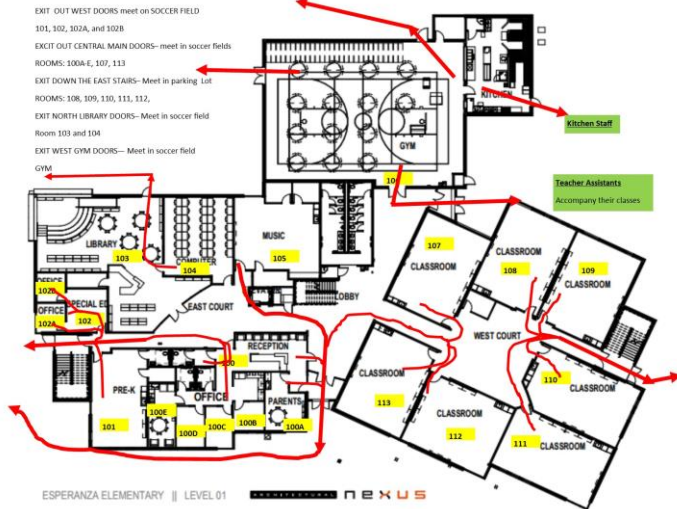 EXIT OUT WEST DOORS meet on SOCCER FIELD
101, 102, 102A, and 102B
EXCIT OUT CENTRAL MAIN DOORS– meet in soccer fields
ROOMS: 100A-E, 107, 113
EXIT DOWN THE EAST STAIRS– Meet in parking Lot
ROOMS: 108, 109, 110, 111, 112,
EXIT NORTH LIBRARY DOORS– Meet in soccer field
Room 103 and 104
EXIT WEST GYM DOORS–– Meet in soccer field
GYM
KITCHEN
Kitchen Staff
GYM
Teacher Assistants
Accompany their classes
LIBRARY
103
COMPUTER
104
MUSIC
105
107
CLASSROOM
CLASSROOM
108
109
CLASSROOM
OFFICE
102B
OFFICE
102A
SPECIAL ED
102
EAST COURT
LOBBY
WEST COURT
RECEPTION
100
OFFICE
PRE-K
101
100E
100D
100C
100B
PARENTS
100A
CLASSROOM
113
CLASSROOM
112
110
CLASSROOM
CLASSROOM
111
ESPERANZA ELEMENTARY || LEVEL 01
ARCHITECTURAL nexus